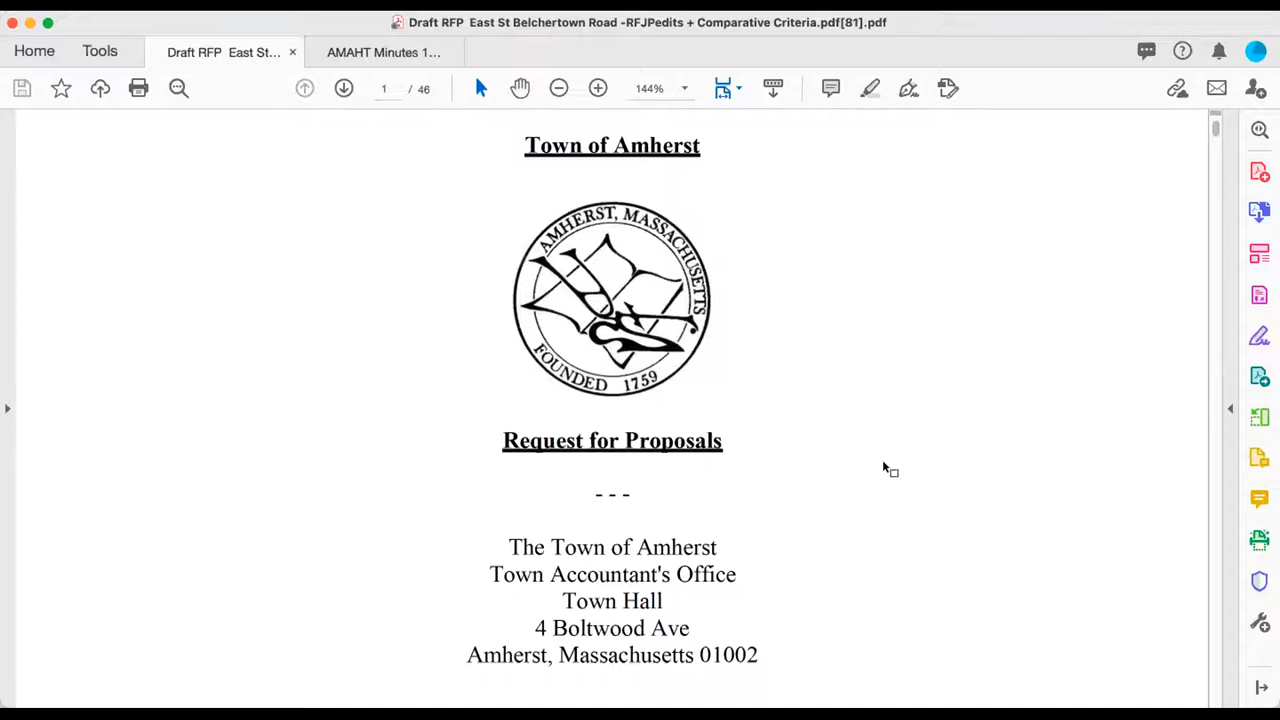 Draft RFP East St Belchertown Road -RFJPedits + Comparative Criteria.pdf[81].pdf
Home Tools Draft RFP East St... × AMAHT Minutes 1...
1 / 46 144%
Town of Amherst
AMHERST, MASSACHUSETTS
FOUNDED 1759
Request for Proposals
- - -
The Town of Amherst
Town Accountant's Office
Town Hall
4 Boltwood Ave
Amherst, Massachusetts 01002